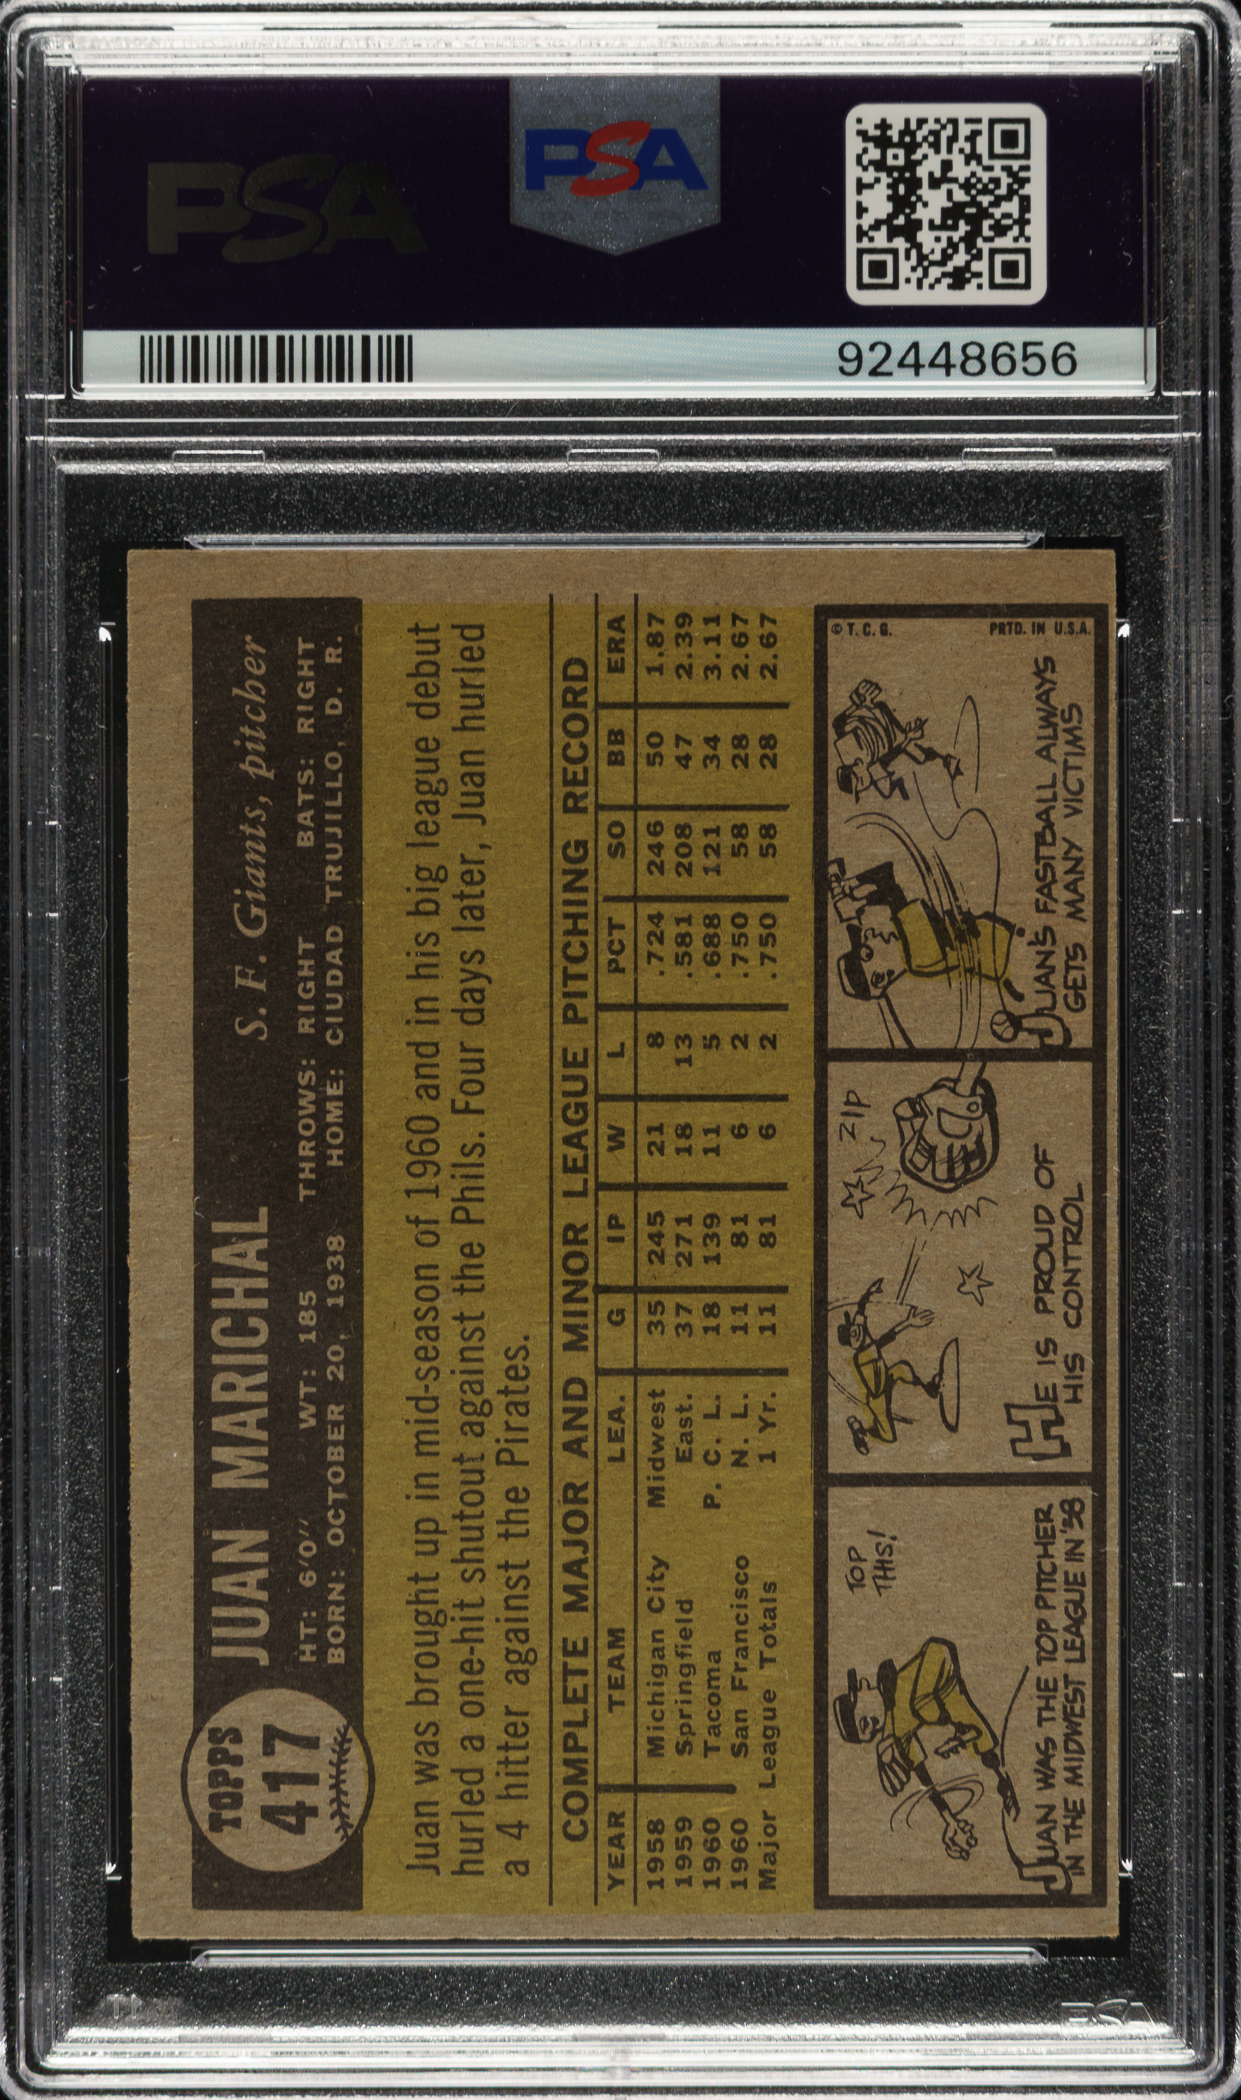 PSA
PSA
92448656
TOPPS
417
JUAN MARICHAL
S. F. Giants, pitcher
HT: 6'0" WT: 185 THROWS: RIGHT BATS: RIGHT
BORN: OCTOBER 20, 1938 HOME: CIUDAD TRUJILLO, D. R.
Juan was brought up in mid-season of 1960 and in his big league debut
hurled a one-hit shutout against the Phils. Four days later, Juan hurled
a 4 hitter against the Pirates.
COMPLETE MAJOR AND MINOR LEAGUE PITCHING RECORD
YEAR TEAM LEA. G IP W L PCT SO BB ERA
1958 Michigan City Midwest 35 245 21 8 .724 246 50 1.87
1959 Springfield East. 37 271 18 13 .581 208 47 2.39
1960 Tacoma P. C. L. 18 139 11 5 .688 121 34 3.11
1960 San Francisco N. L. 11 81 6 2 .750 58 28 2.67
Major League Totals 1 Yr. 11 81 6 2 .750 58 28 2.67
TOP
THIS!
JUAN WAS THE TOP PITCHER
IN THE MIDWEST LEAGUE IN '58
ZIP
HE IS PROUD OF
HIS CONTROL
© T. C. G.
PRTD. IN U.S.A.
JUAN'S FASTBALL ALWAYS
GETS MANY VICTIMS
PSA